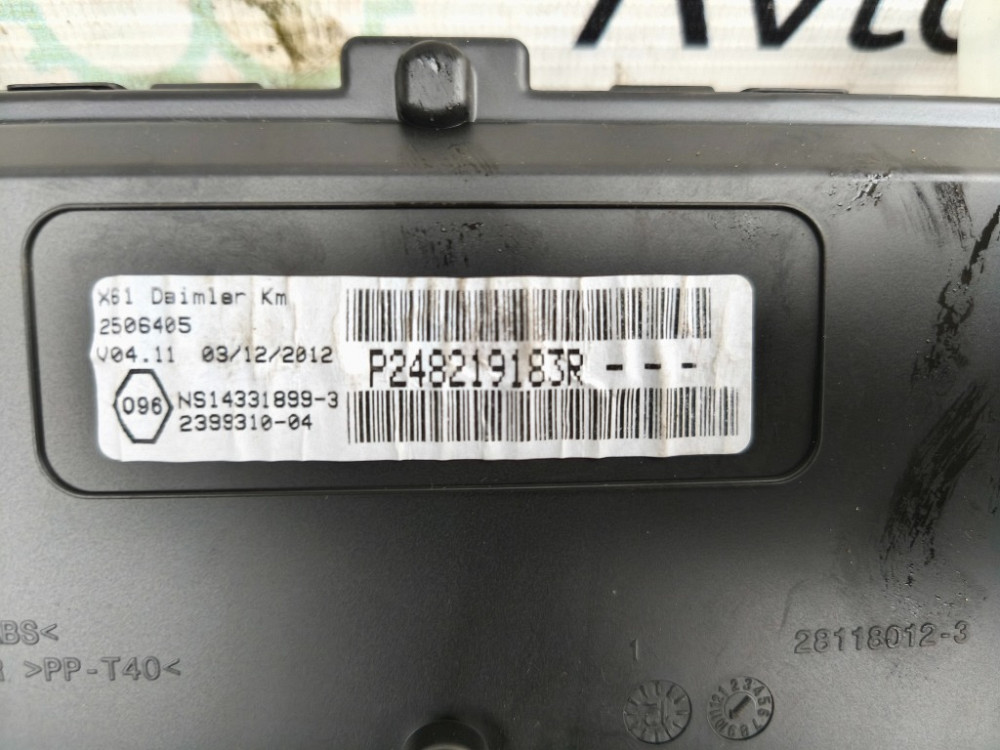 X61 Daimler Km
2506405
V04.11 03/12/2012
096
NS14331899-3
2399310-04
P248219183R - - -
BS<
R >PP-T40<
1
28118012-3